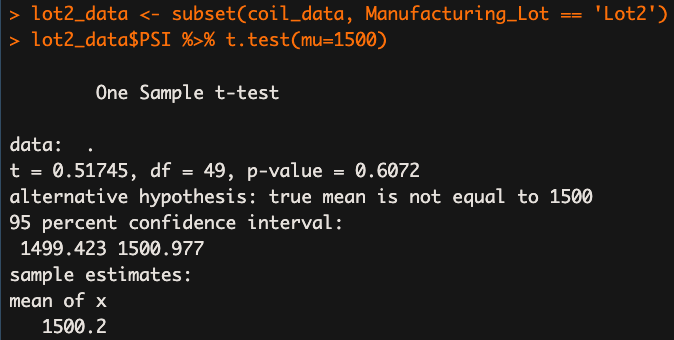 > lot2_data <- subset(coil_data, Manufacturing_Lot == 'Lot2')
> lot2_data$PSI %>% t.test(mu=1500)
One Sample t-test
data:  .
t = 0.51745, df = 49, p-value = 0.6072
alternative hypothesis: true mean is not equal to 1500
95 percent confidence interval:
1499.423 1500.977
sample estimates:
mean of x
1500.2